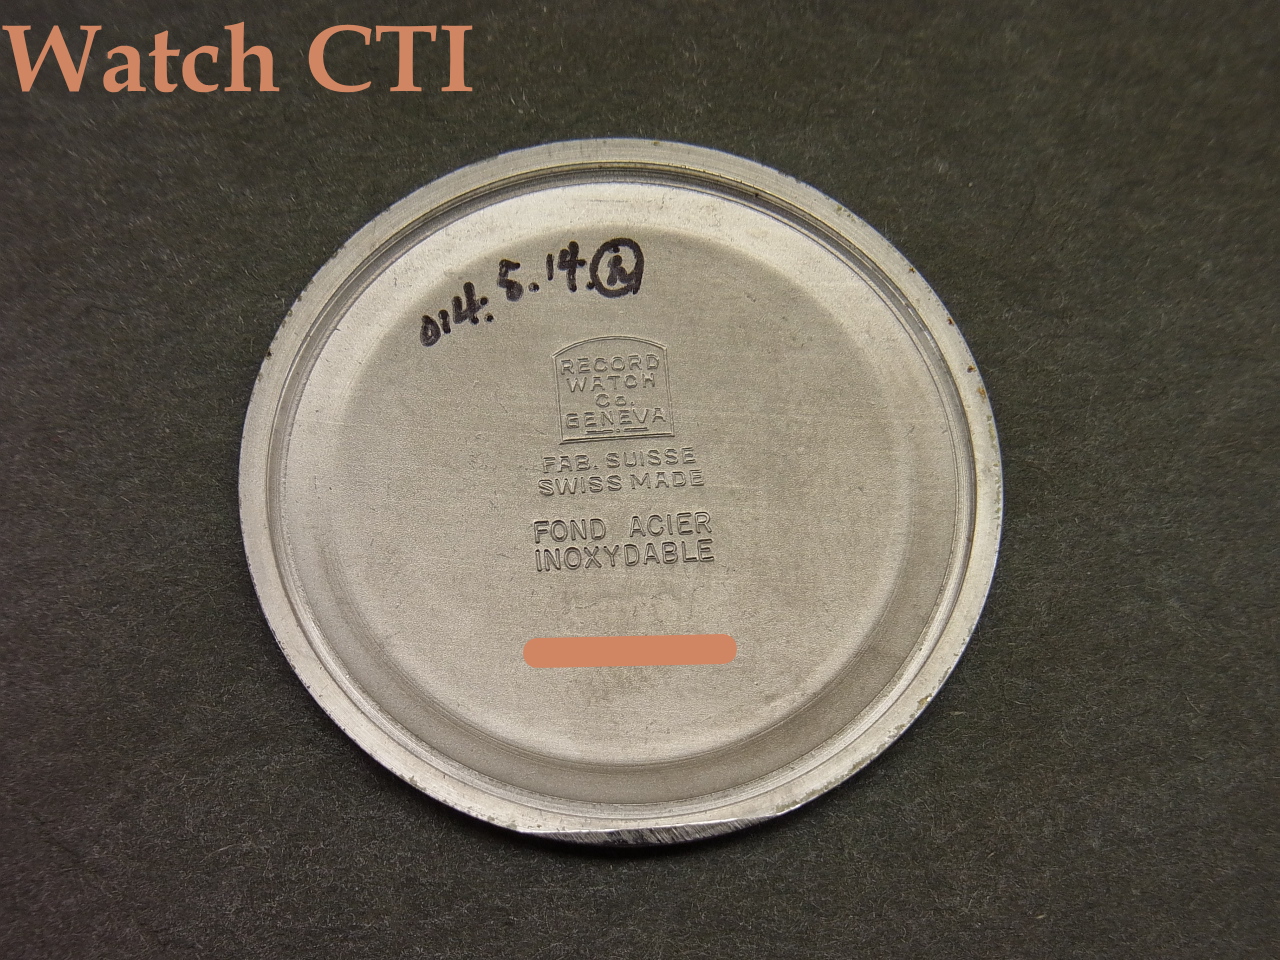 Watch CTI
014. 5. 14.
RECORD
WATCH
Co.
GENEVA
FAB. SUISSE
SWISS MADE
FOND ACIER
INOXYDABLE